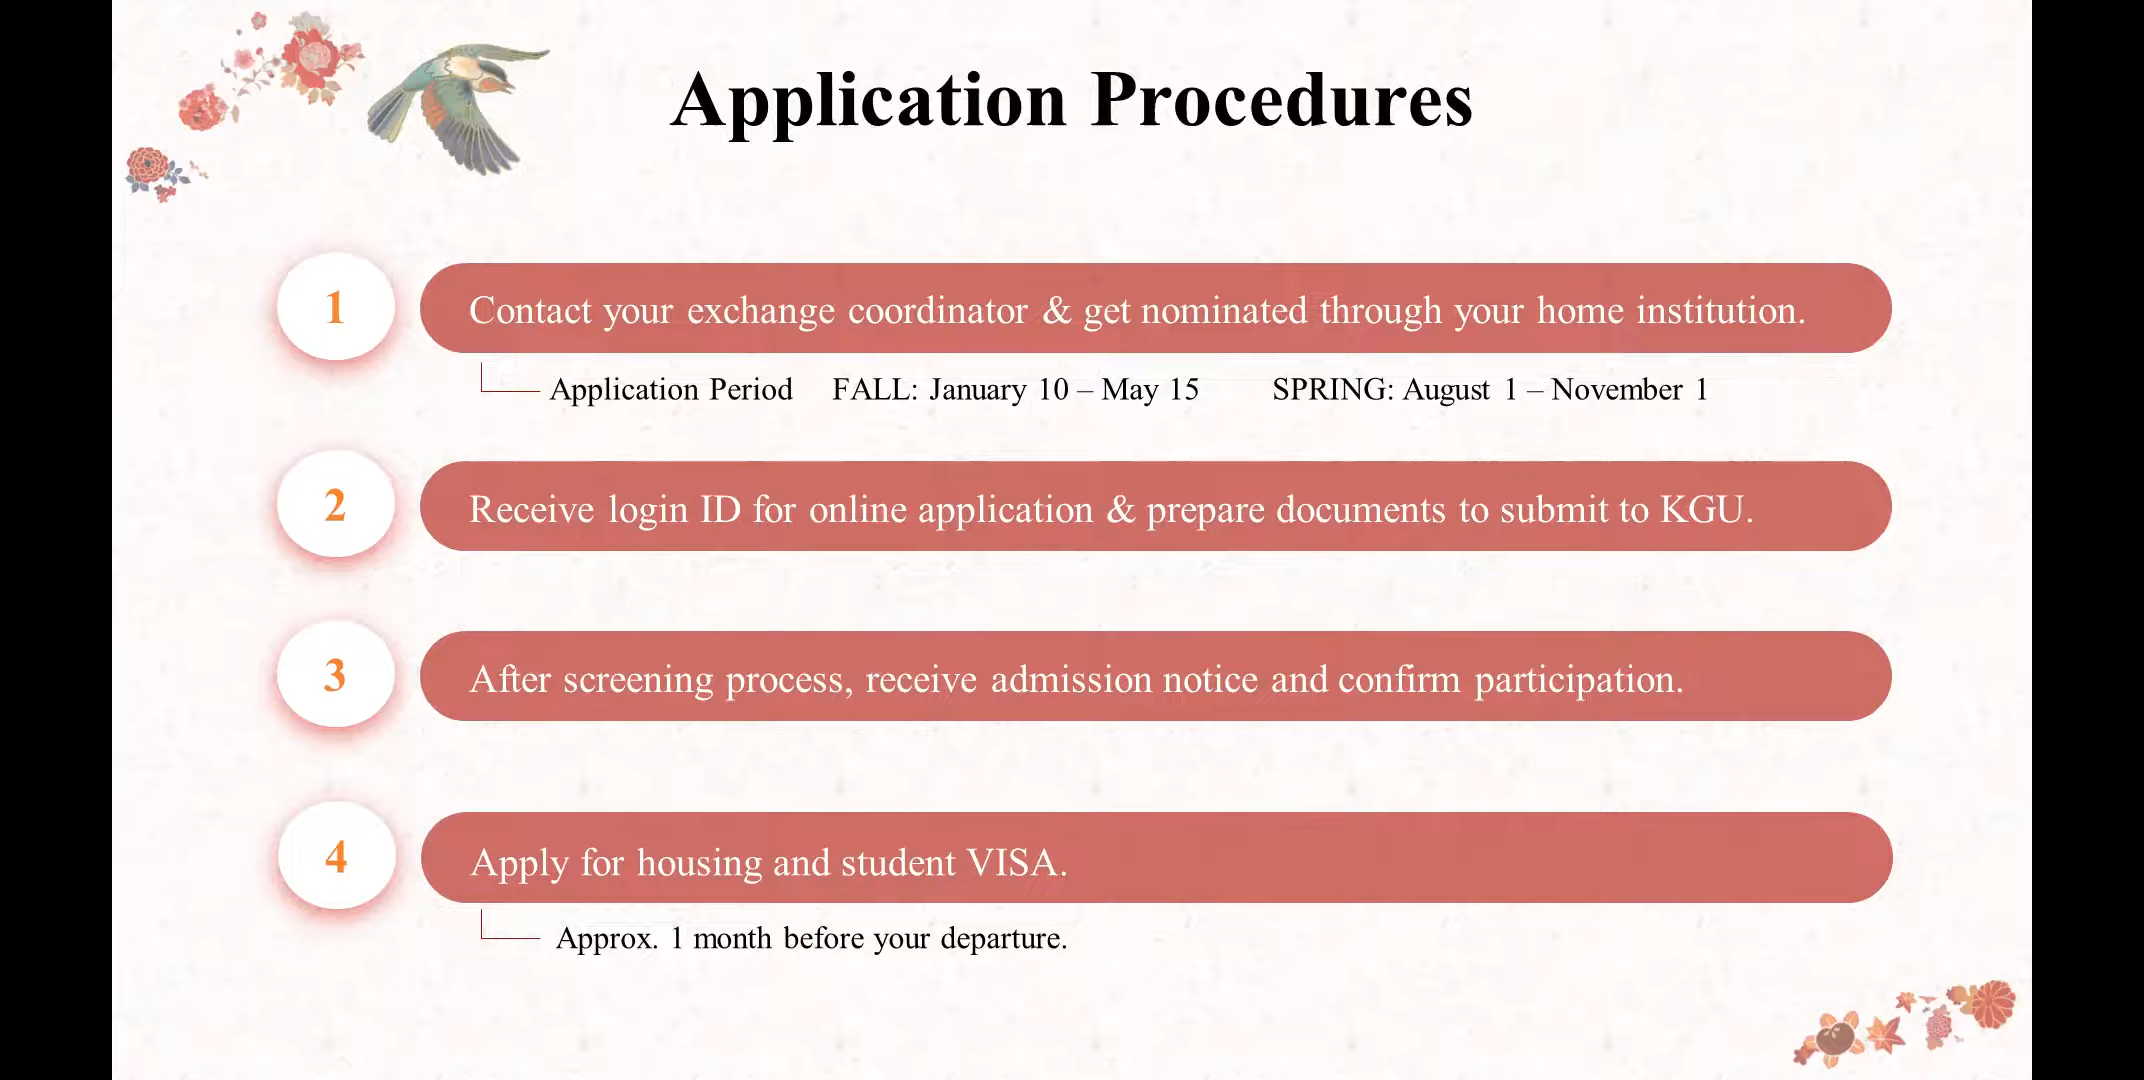 Application Procedures
1
Contact your exchange coordinator & get nominated through your home institution.
Application Period FALL: January 10 – May 15 SPRING: August 1 – November 1
2
Receive login ID for online application & prepare documents to submit to KGU.
3
After screening process, receive admission notice and confirm participation.
4
Apply for housing and student VISA.
Approx. 1 month before your departure.